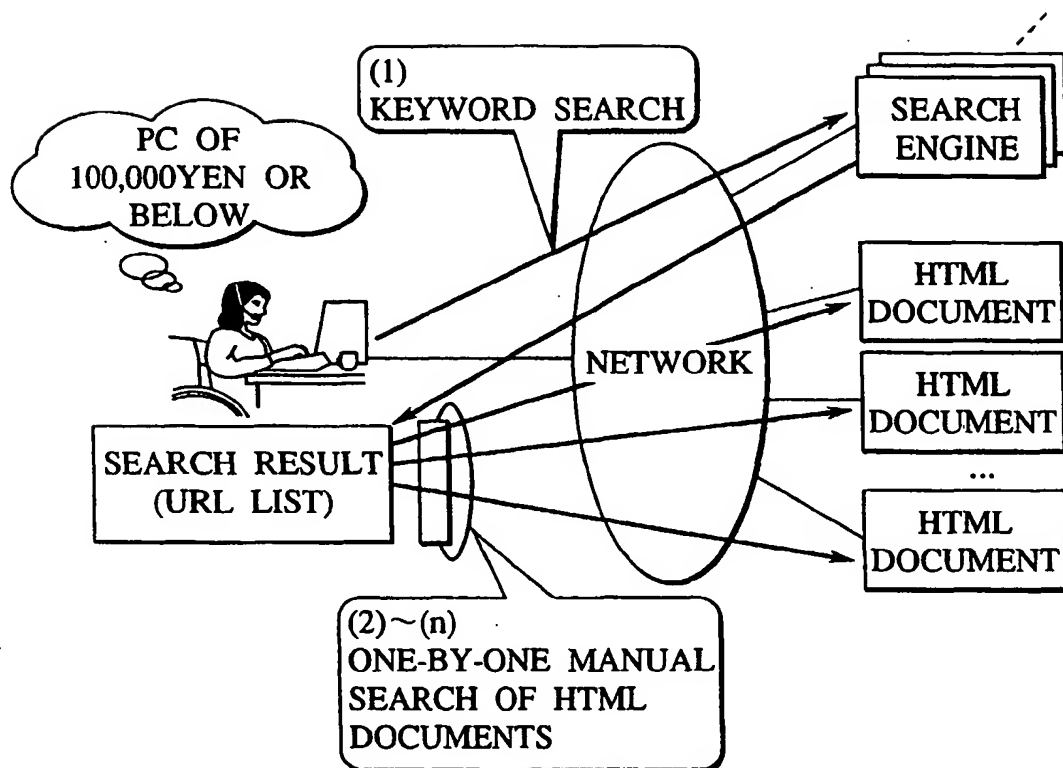 (1)
KEYWORD SEARCH
PC OF
100,000YEN OR
BELOW
SEARCH
ENGINE
HTML
DOCUMENT
NETWORK
HTML
DOCUMENT
...
SEARCH RESULT
(URL LIST)
HTML
DOCUMENT
(2)～(n)
ONE-BY-ONE MANUAL
SEARCH OF HTML
DOCUMENTS